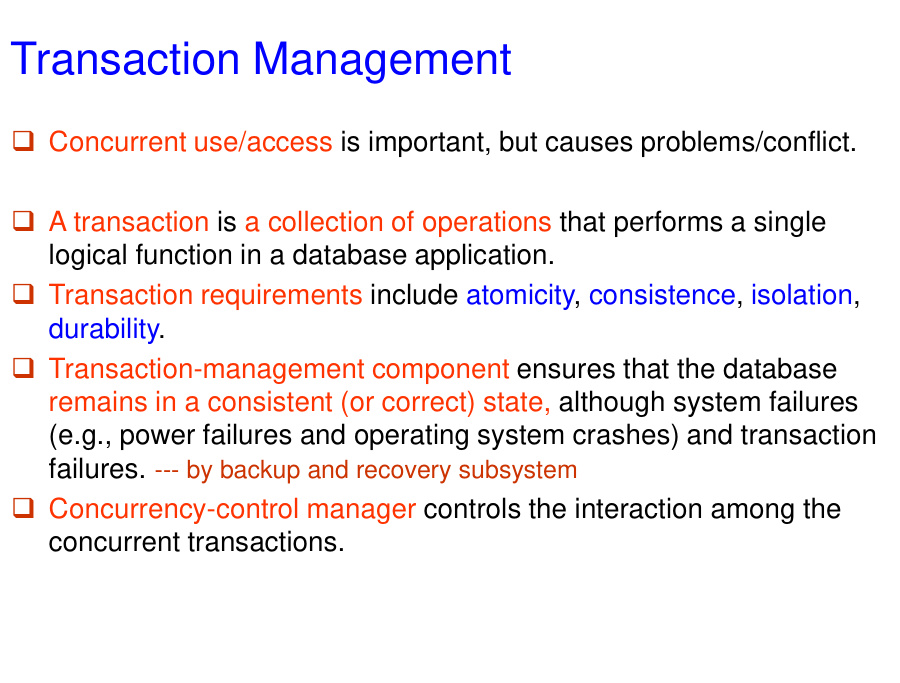 Transaction Management
❑ Concurrent use/access is important, but causes problems/conflict.
❑ A transaction is a collection of operations that performs a single
logical function in a database application.
❑ Transaction requirements include atomicity, consistence, isolation,
durability.
❑ Transaction-management component ensures that the database
remains in a consistent (or correct) state, although system failures
(e.g., power failures and operating system crashes) and transaction
failures. --- by backup and recovery subsystem
❑ Concurrency-control manager controls the interaction among the
concurrent transactions.